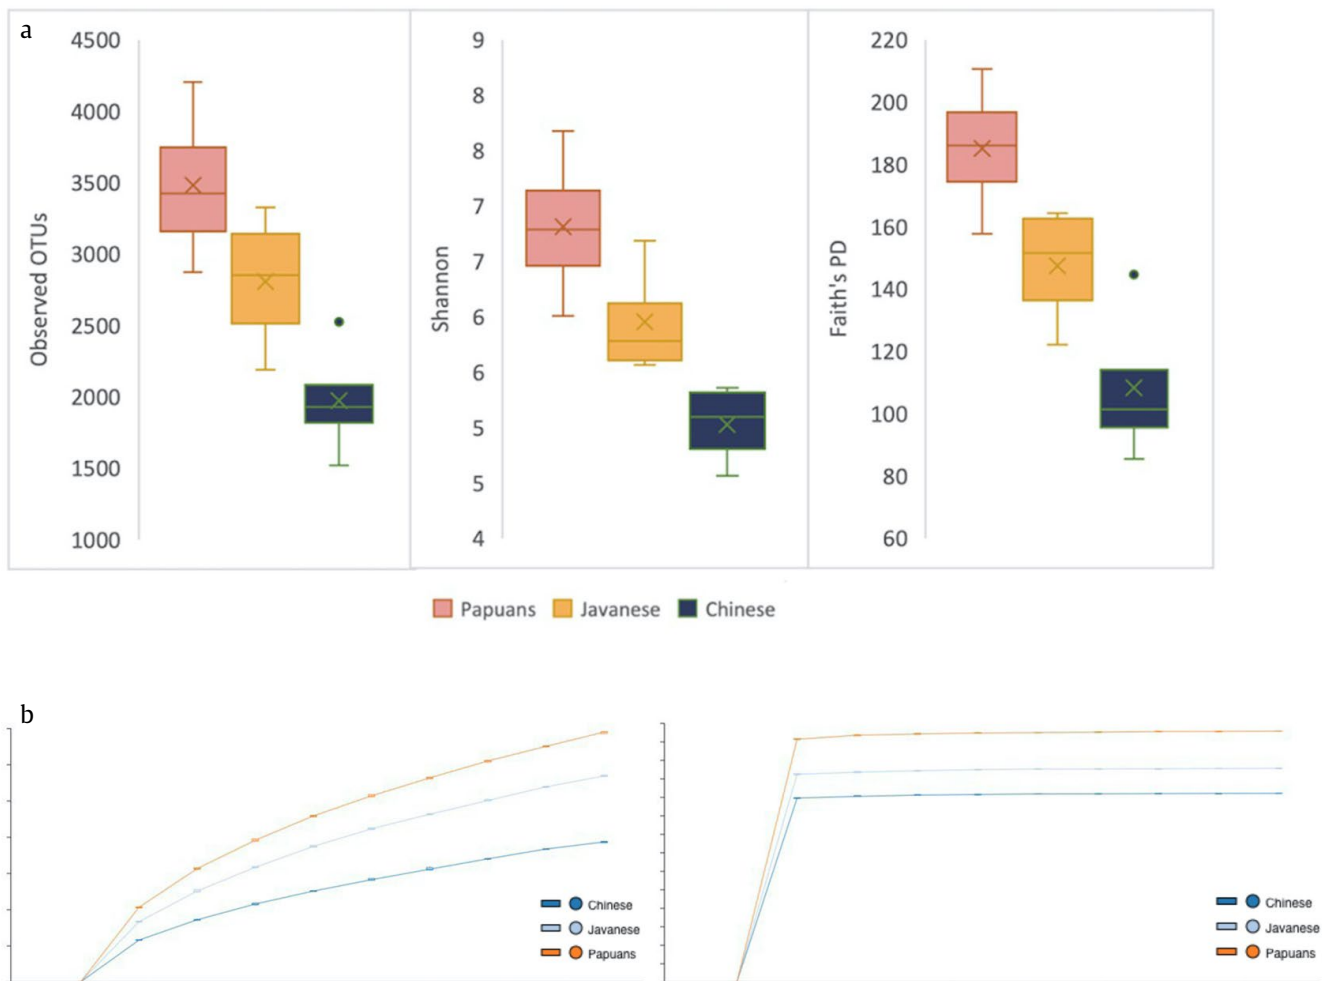 a
Observed OTUs
4500
4000
3500
3000
2500
2000
1500
1000
Shannon
9
8
8
7
7
6
6
5
5
4
Faith's PD
220
200
180
160
140
120
100
80
60
Papuans Javanese Chinese
b
Chinese
Javanese
Papuans
Chinese
Javanese
Papuans